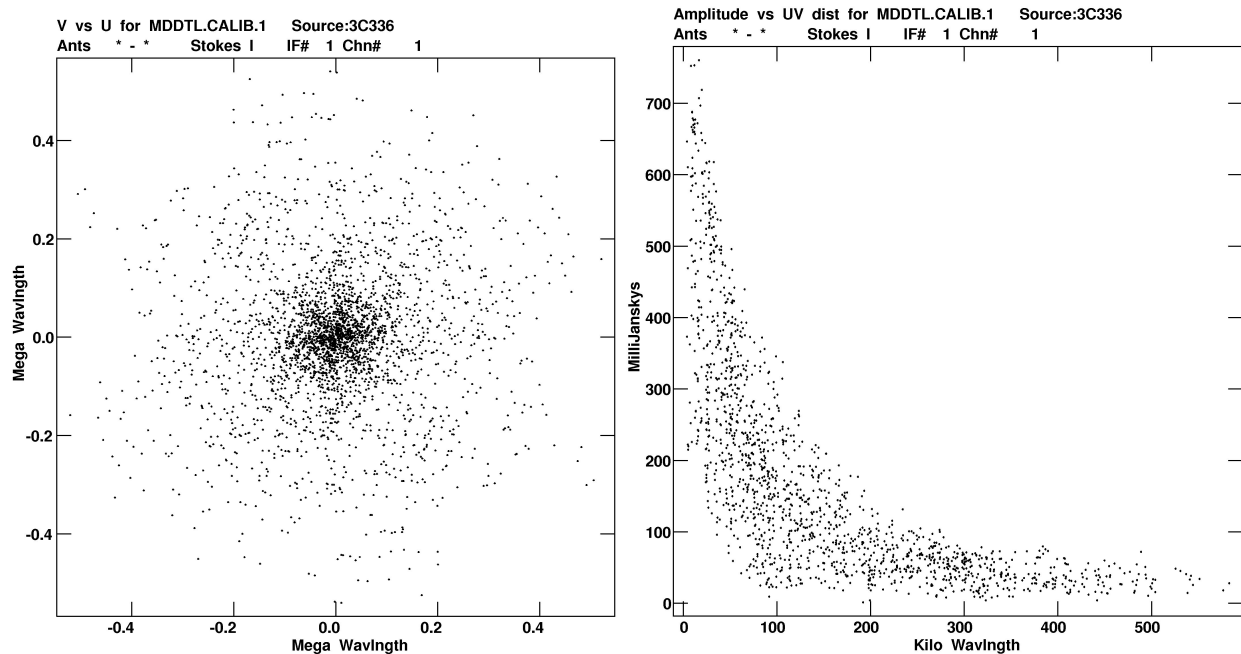 V vs U for MDDTL.CALIB.1 Source:3C336
Ants * - * Stokes I IF# 1 Chn# 1
0.4
0.2
0.0
-0.2
-0.4
Mega Wavlngth
-0.4 -0.2 0.0 0.2 0.4
Mega Wavlngth
Amplitude vs UV dist for MDDTL.CALIB.1 Source:3C336
Ants * - * Stokes I IF# 1 Chn# 1
700
600
500
400
300
200
100
0
MilliJanskys
0 100 200 300 400 500
Kilo Wavlngth